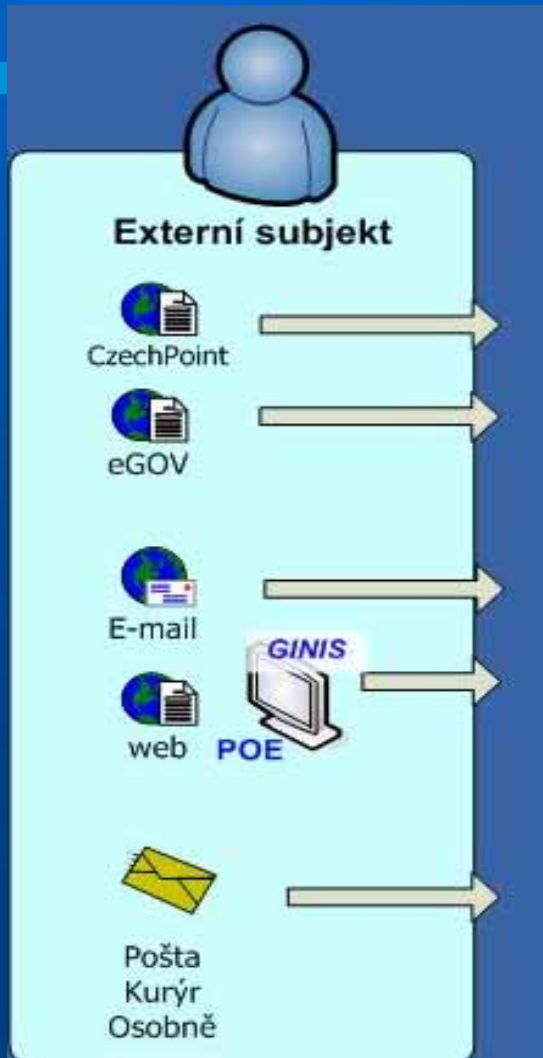 Externí subjekt
CzechPoint
eGOV
E-mail
GINIS
web
POE
Pošta
Kurýr
Osobně